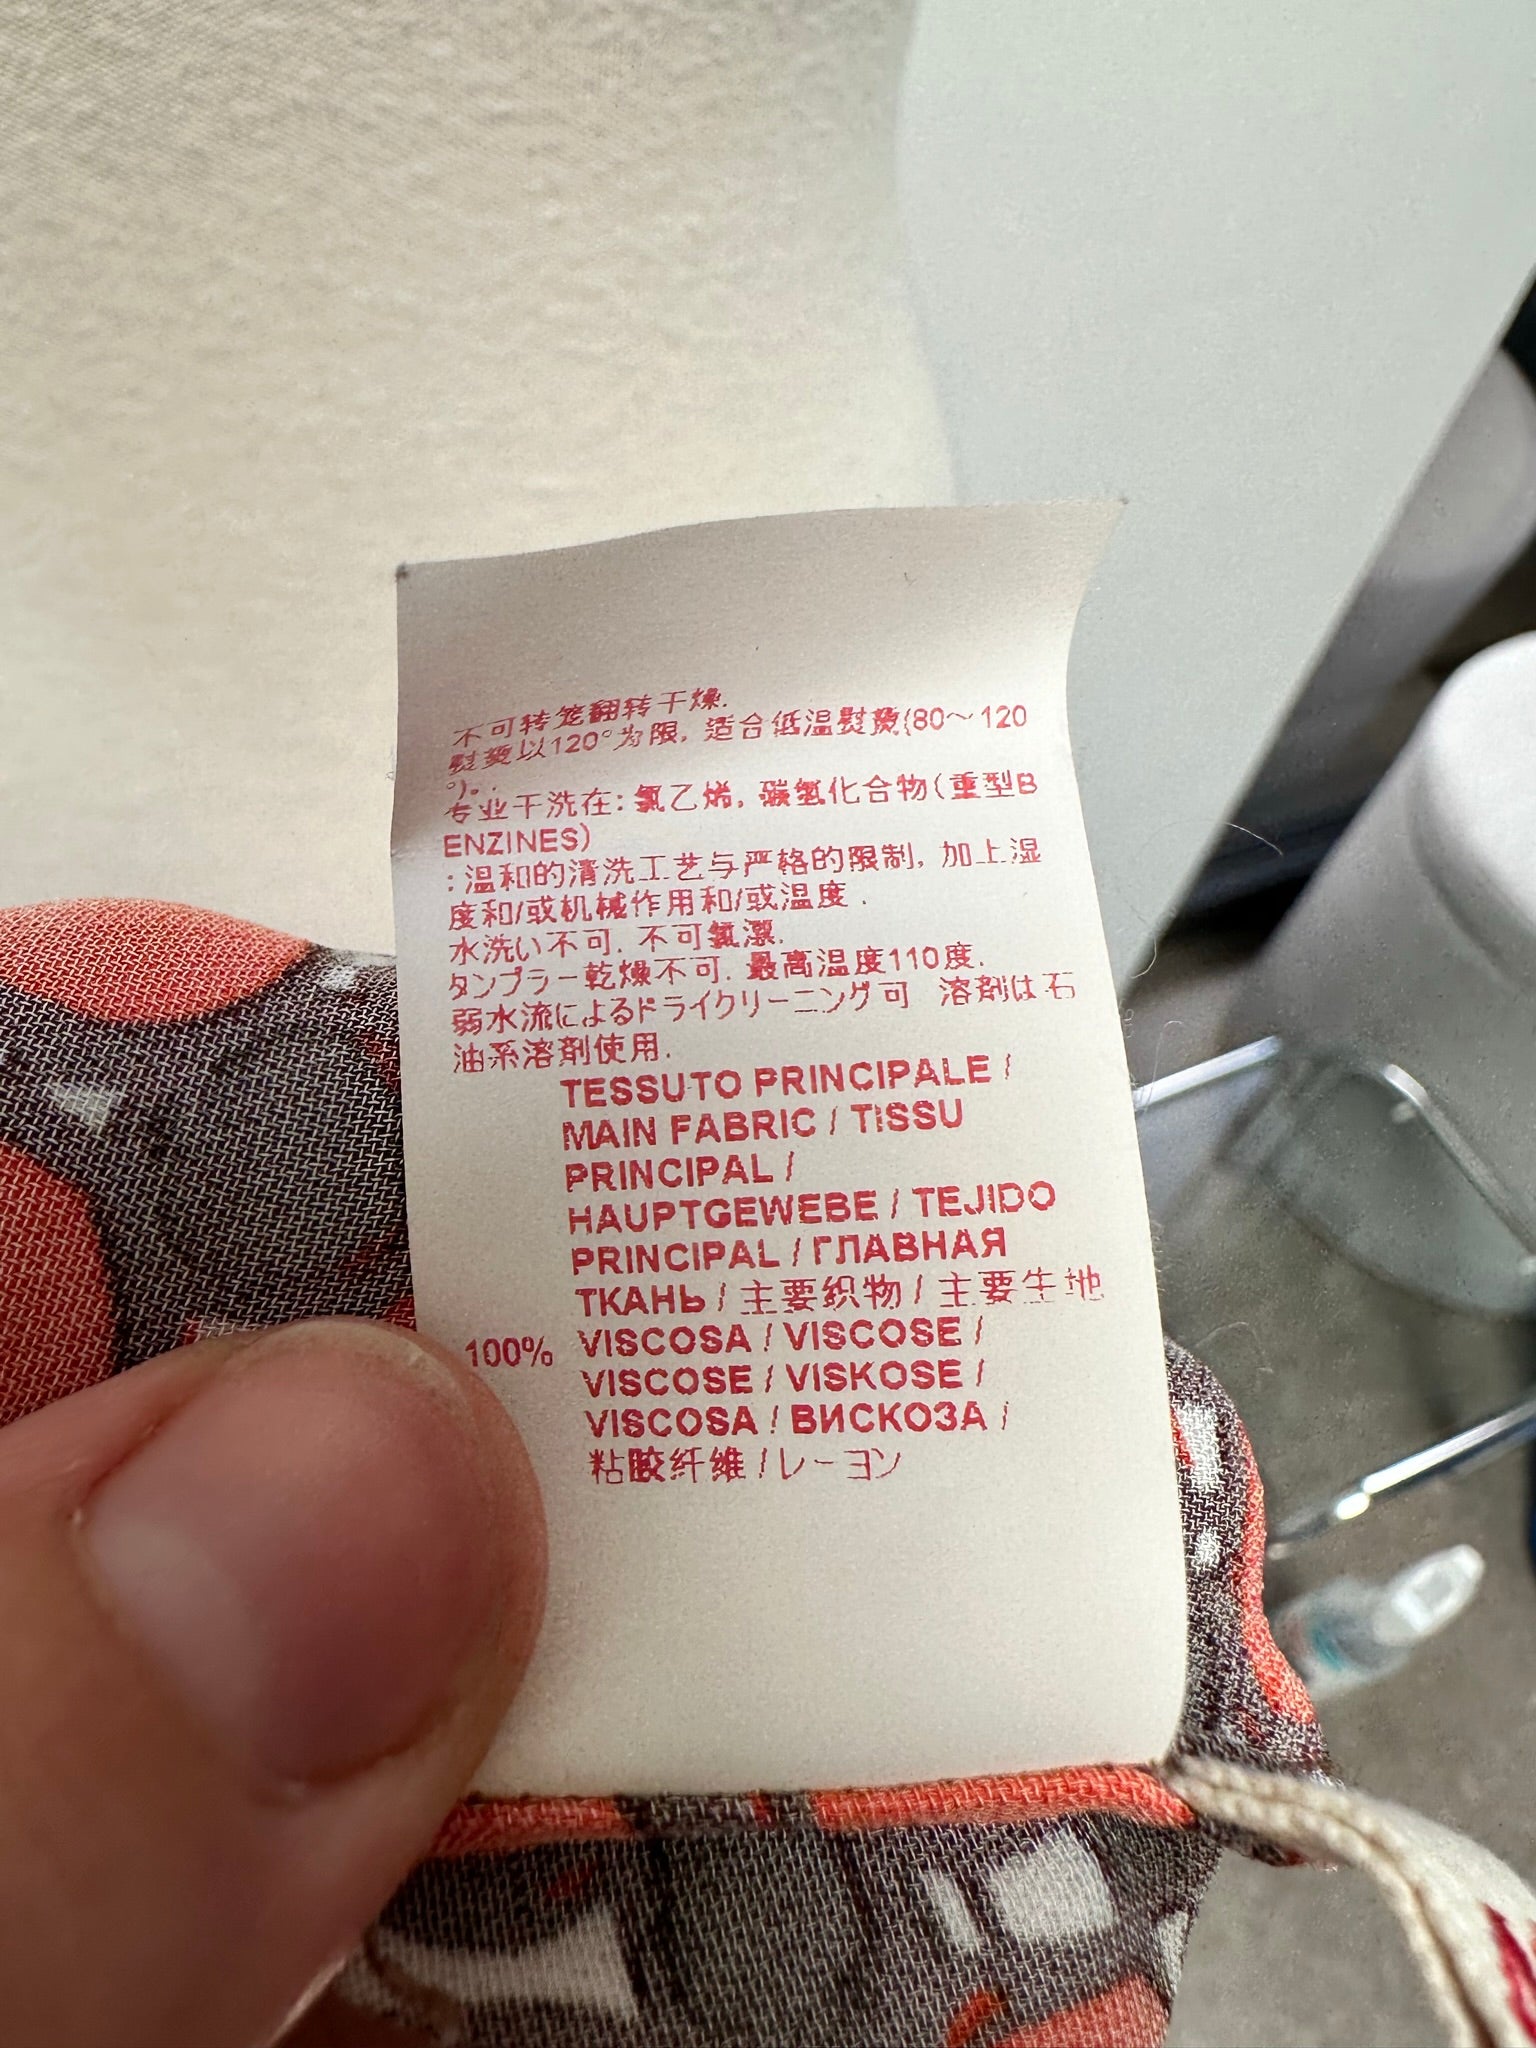 不可转笼翻转干燥.
熨烫以120°为限, 适合低温熨烫(80～120
°)。.
专业干洗在: 氯乙烯, 碳氢化合物(重型B
ENZINES)
:温和的清洗工艺与严格的限制, 加上湿
度和/或机械作用和/或温度.
水洗い不可. 不可氯漂.
タンブラー乾燥不可. 最高温度110度.
弱水流によるドライクリーニング可 溶剤は石
油系溶剤使用.
TESSUTO PRINCIPALE /
MAIN FABRIC / TISSU
PRINCIPAL /
HAUPTGEWEBE / TEJIDO
PRINCIPAL / ГЛАВНАЯ
ТКАНЬ / 主要织物 / 主要生地
100% VISCOSA / VISCOSE /
VISCOSE / VISKOSE /
VISCOSA / ВИСКОЗА /
粘胶纤维 / レーヨン